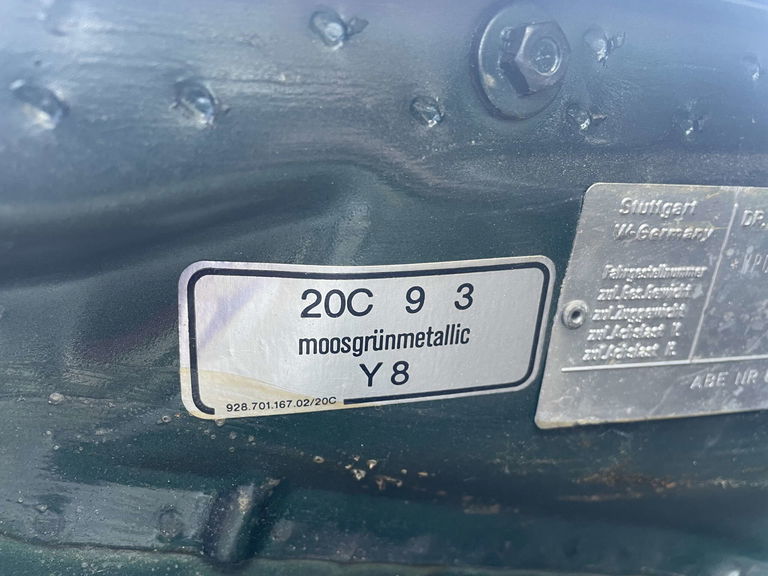 20C 9 3
moosgrünmetallic
Y8
928.701.167.02/20C
Stuttgart
W-Germany
Fahrgestellnummer
zul.Ges.Gewicht
zul.Zuggewicht
zul.Achslast V.
zul.Achslast H.
ABE NR